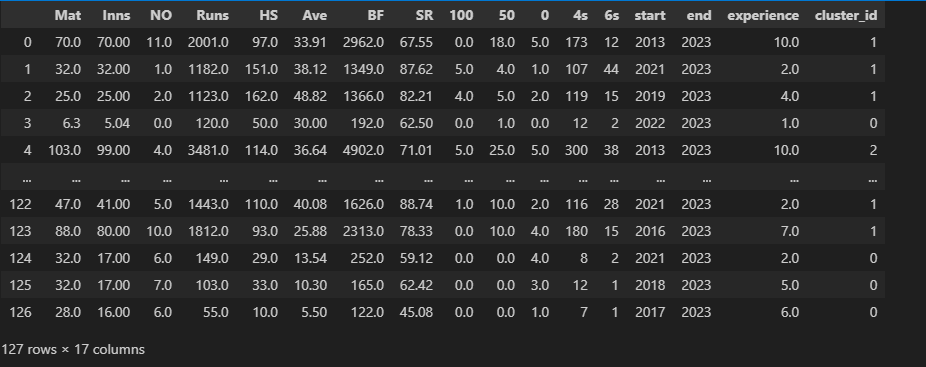 Mat Inns NO Runs HS Ave BF SR 100 50 0 4s 6s start end experience cluster_id
0 70.0 70.00 11.0 2001.0 97.0 33.91 2962.0 67.55 0.0 18.0 5.0 173 12 2013 2023 10.0 1
1 32.0 32.00 1.0 1182.0 151.0 38.12 1349.0 87.62 5.0 4.0 1.0 107 44 2021 2023 2.0 1
2 25.0 25.00 2.0 1123.0 162.0 48.82 1366.0 82.21 4.0 5.0 2.0 119 15 2019 2023 4.0 1
3 6.3 5.04 0.0 120.0 50.0 30.00 192.0 62.50 0.0 1.0 0.0 12 2 2022 2023 1.0 0
4 103.0 99.00 4.0 3481.0 114.0 36.64 4902.0 71.01 5.0 25.0 5.0 300 38 2013 2023 10.0 2
... ... ... ... ... ... ... ... ... ... ... ... ... ... ... ... ... ...
122 47.0 41.00 5.0 1443.0 110.0 40.08 1626.0 88.74 1.0 10.0 2.0 116 28 2021 2023 2.0 1
123 88.0 80.00 10.0 1812.0 93.0 25.88 2313.0 78.33 0.0 10.0 4.0 180 15 2016 2023 7.0 1
124 32.0 17.00 6.0 149.0 29.0 13.54 252.0 59.12 0.0 0.0 4.0 8 2 2021 2023 2.0 0
125 32.0 17.00 7.0 103.0 33.0 10.30 165.0 62.42 0.0 0.0 3.0 12 1 2018 2023 5.0 0
126 28.0 16.00 6.0 55.0 10.0 5.50 122.0 45.08 0.0 0.0 1.0 7 1 2017 2023 6.0 0
127 rows × 17 columns